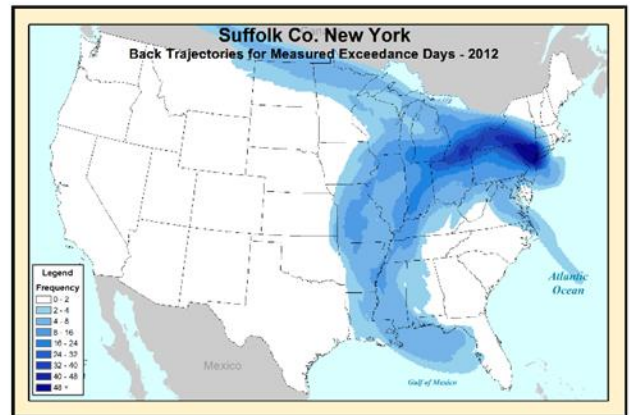 Suffolk Co. New York
Back Trajectories for Measured Exceedance Days - 2012
Legend
Frequency
0 - 2
2 - 4
4 - 8
8 - 16
16 - 24
24 - 32
32 - 40
40 - 48
48 +
Mexico
Gulf of Mexico
Atlantic
Ocean